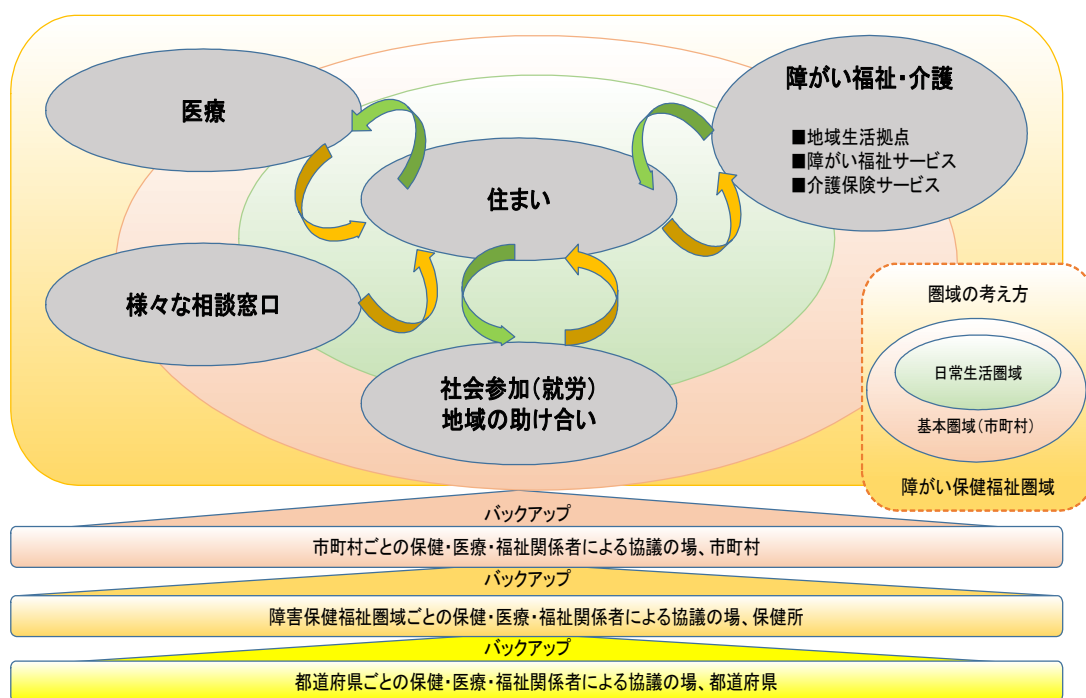 医療
障がい福祉・介護
■地域生活拠点
■障がい福祉サービス
■介護保険サービス
住まい
様々な相談窓口
社会参加(就労)
地域の助け合い
圏域の考え方
日常生活圏域
基本圏域(市町村)
障がい保健福祉圏域
バックアップ
市町村ごとの保健・医療・福祉関係者による協議の場、市町村
バックアップ
障害保健福祉圏域ごとの保健・医療・福祉関係者による協議の場、保健所
バックアップ
都道府県ごとの保健・医療・福祉関係者による協議の場、都道府県